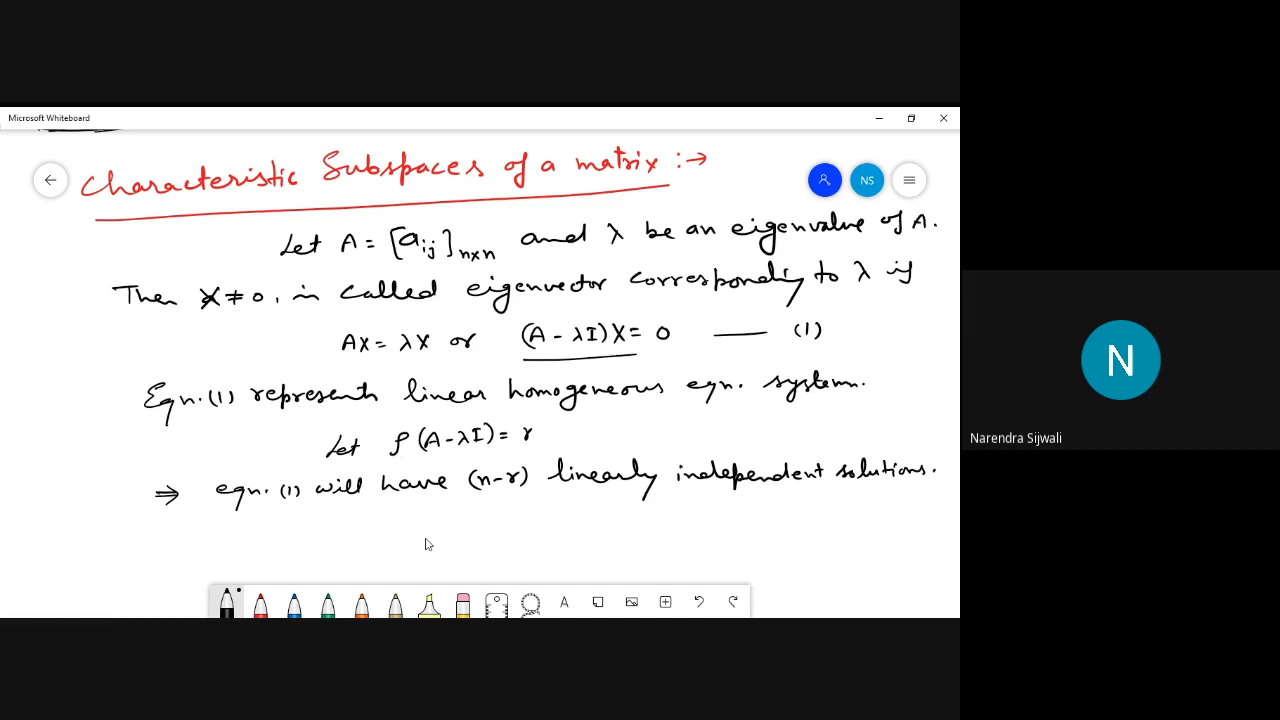 Microsoft Whiteboard
Characteristic Subspaces of a matrix :→
NS
Let A = [aij]n×n and λ be an eigenvalue of A.
Then X ≠ 0, is called eigenvector corresponding to λ if
AX = λX or (A - λI)X = 0 —— (1)
Eqn. (1) represents linear homogeneous eqn. system.
Let ρ(A-λI) = r
⇒ eqn. (1) will have (n-r) linearly independent solutions.
A
N
Narendra Sijwali